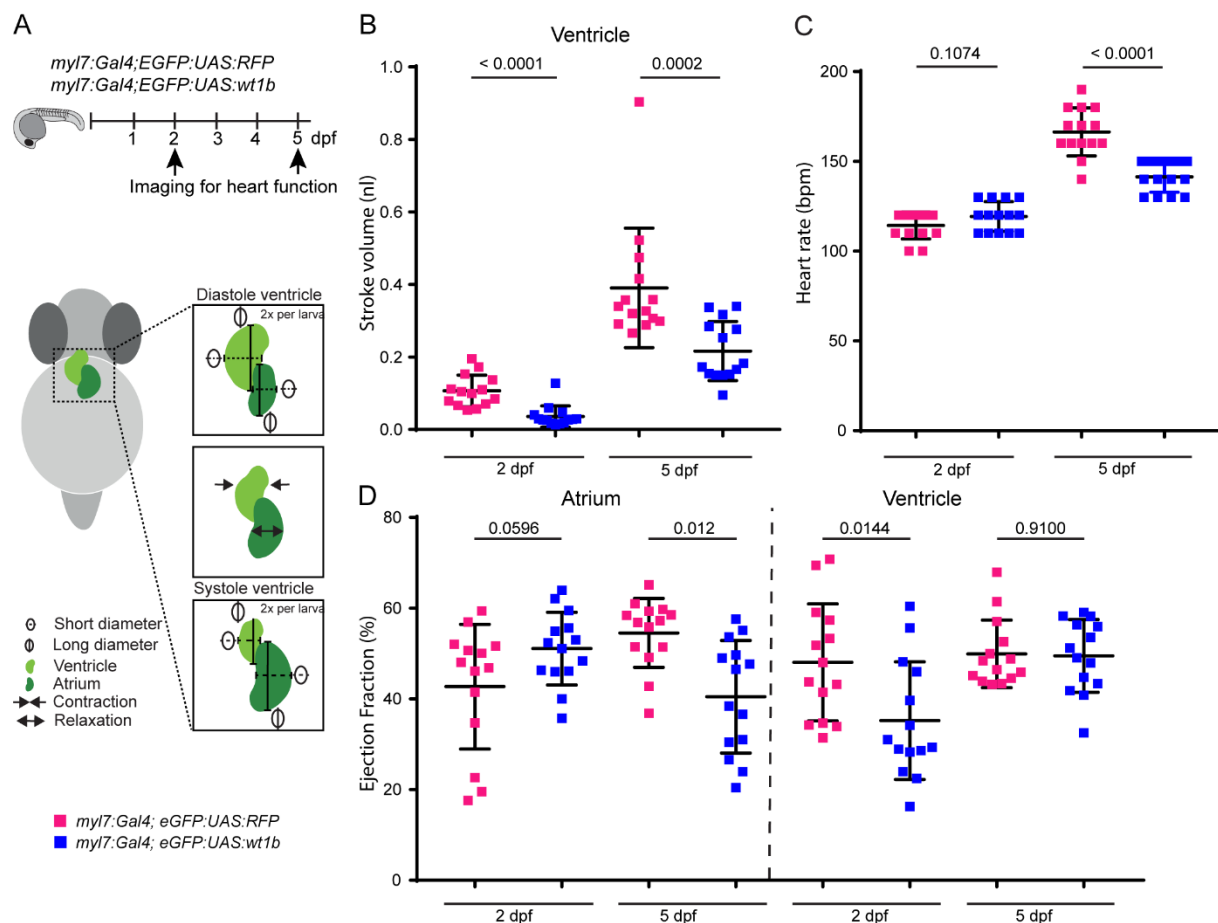 A
myl7:Gal4;EGFP:UAS:RFP
myl7:Gal4;EGFP:UAS:wt1b
1 2 3 4 5 dpf
Imaging for heart function
Diastole ventricle
2x per larva
Systole ventricle
2x per larva
Short diameter
Long diameter
Ventricle
Atrium
Contraction
Relaxation
myl7:Gal4; eGFP:UAS:RFP
myl7:Gal4; eGFP:UAS:wt1b
B
Ventricle
< 0.0001
0.0002
Stroke volume (nl)
1.0
0.8
0.6
0.4
0.2
0.0
2 dpf
5 dpf
C
0.1074
< 0.0001
Heart rate (bpm)
200
150
100
50
0
2 dpf
5 dpf
D
Atrium
Ventricle
0.0596
0.012
0.0144
0.9100
Ejection Fraction (%)
80
60
40
20
0
2 dpf
5 dpf
2 dpf
5 dpf